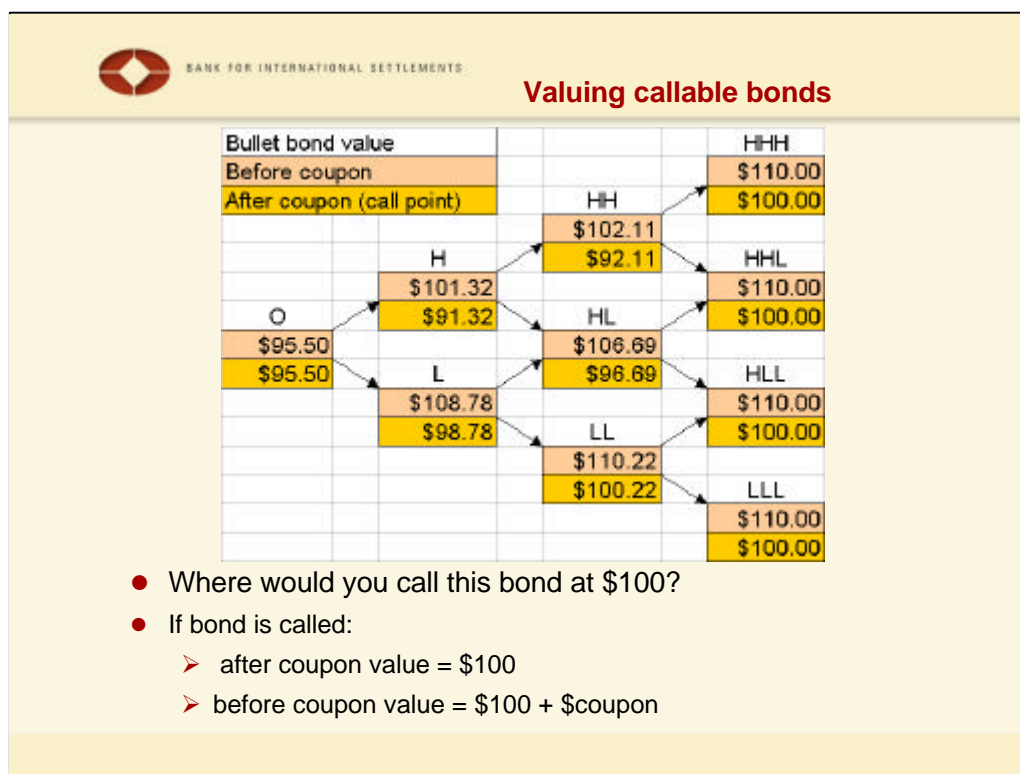 BANK FOR INTERNATIONAL SETTLEMENTS
Valuing callable bonds
Bullet bond value HHH
Before coupon $110.00
After coupon (call point) HH $100.00
$102.11
H $92.11 HHL
$101.32 $110.00
O $91.32 HL $100.00
$95.50 $106.69
$95.50 L $96.69 HLL
$108.78 $110.00
$98.78 LL $100.00
$110.22
$100.22 LLL
$110.00
$100.00
Where would you call this bond at $100?
If bond is called:
after coupon value = $100
before coupon value = $100 + $coupon